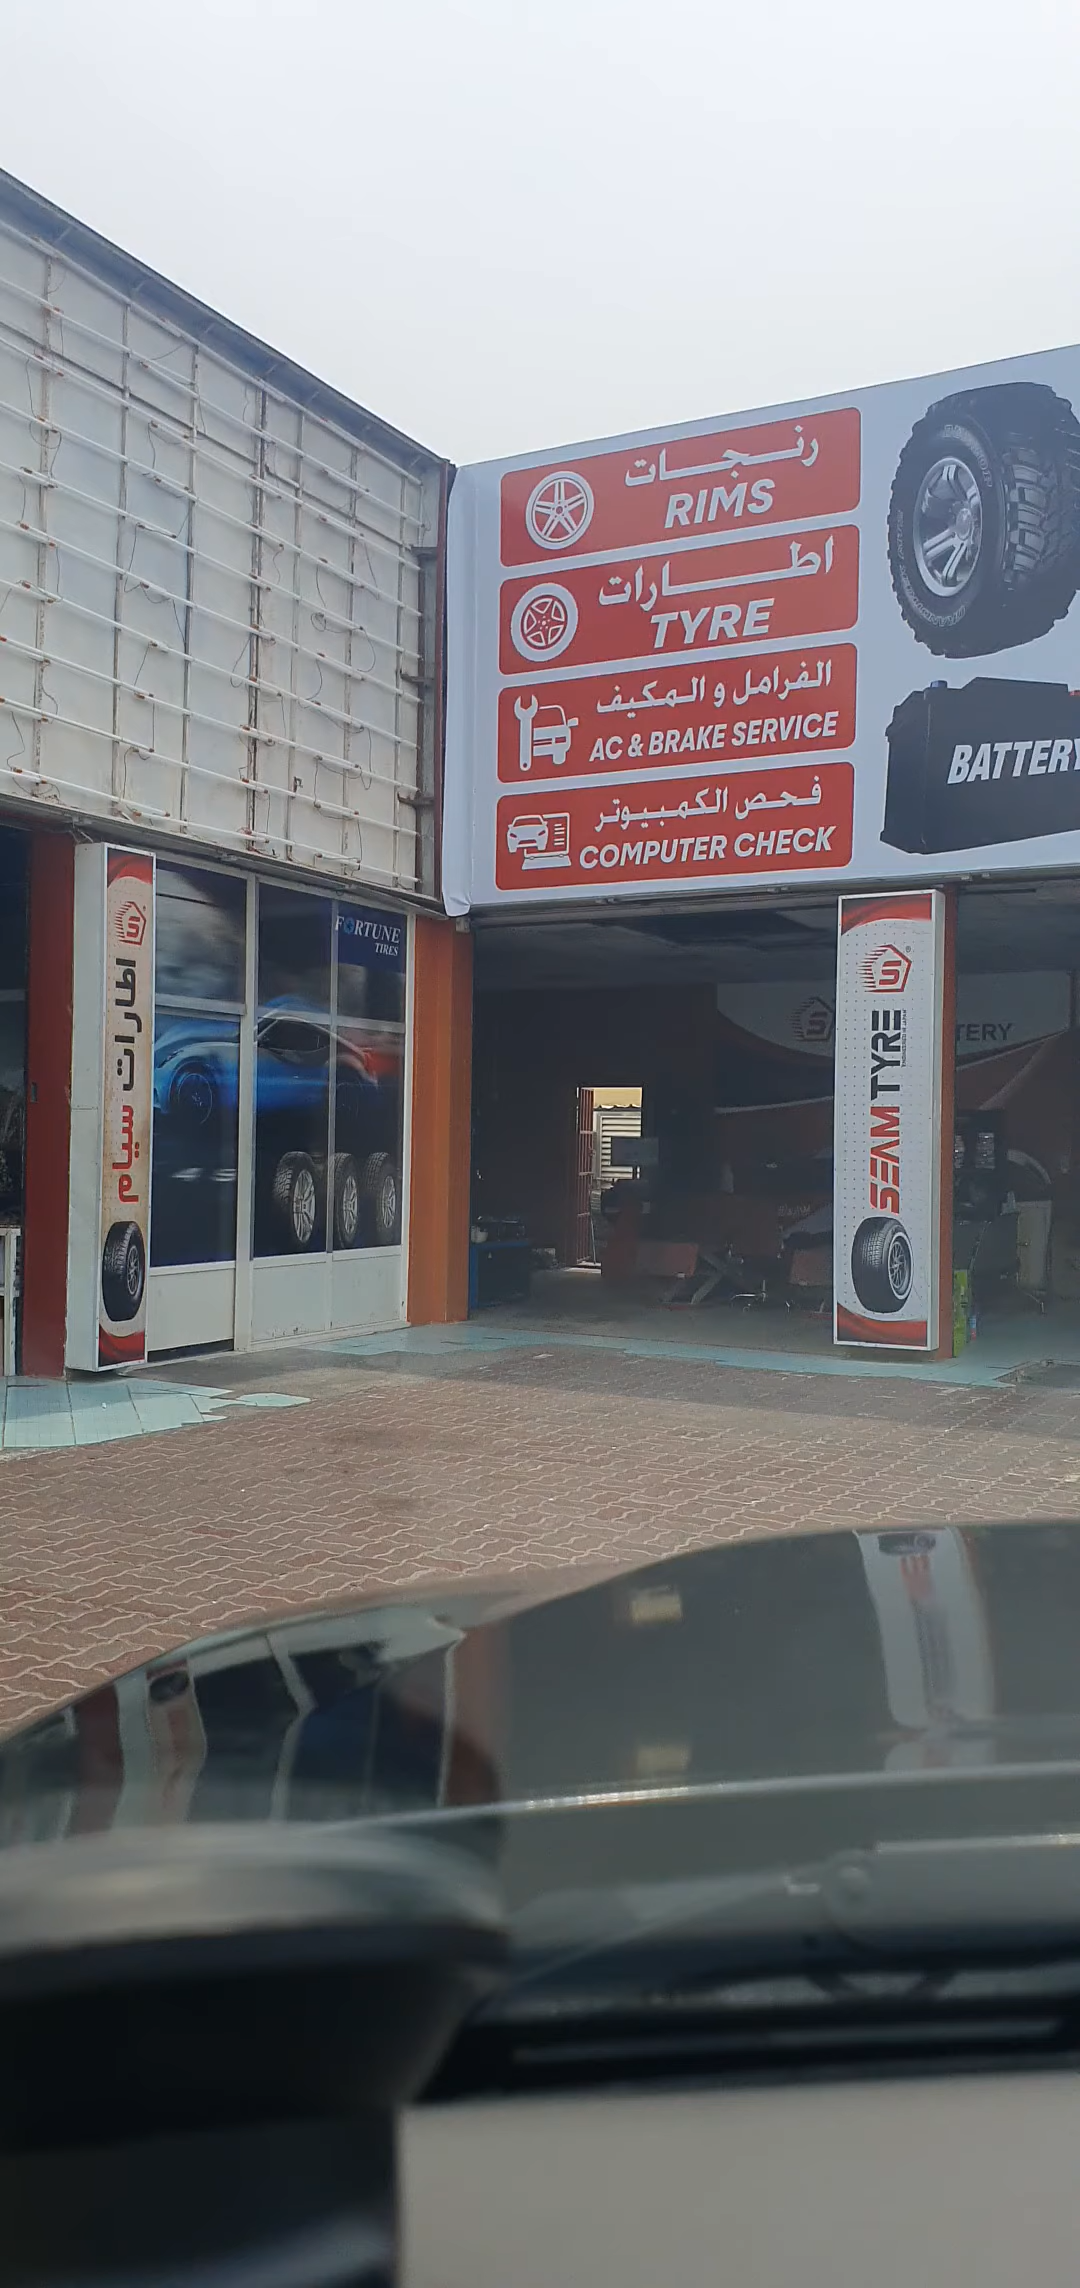 رنجات
RIMS
اطارات
TYRE
الفرامل و المكيف
AC & BRAKE SERVICE
فحص الكمبيوتر
COMPUTER CHECK
BATTERY
FORTUNE
TIRES
S
اطارات سيام
S
SEAM TYRE
TERY